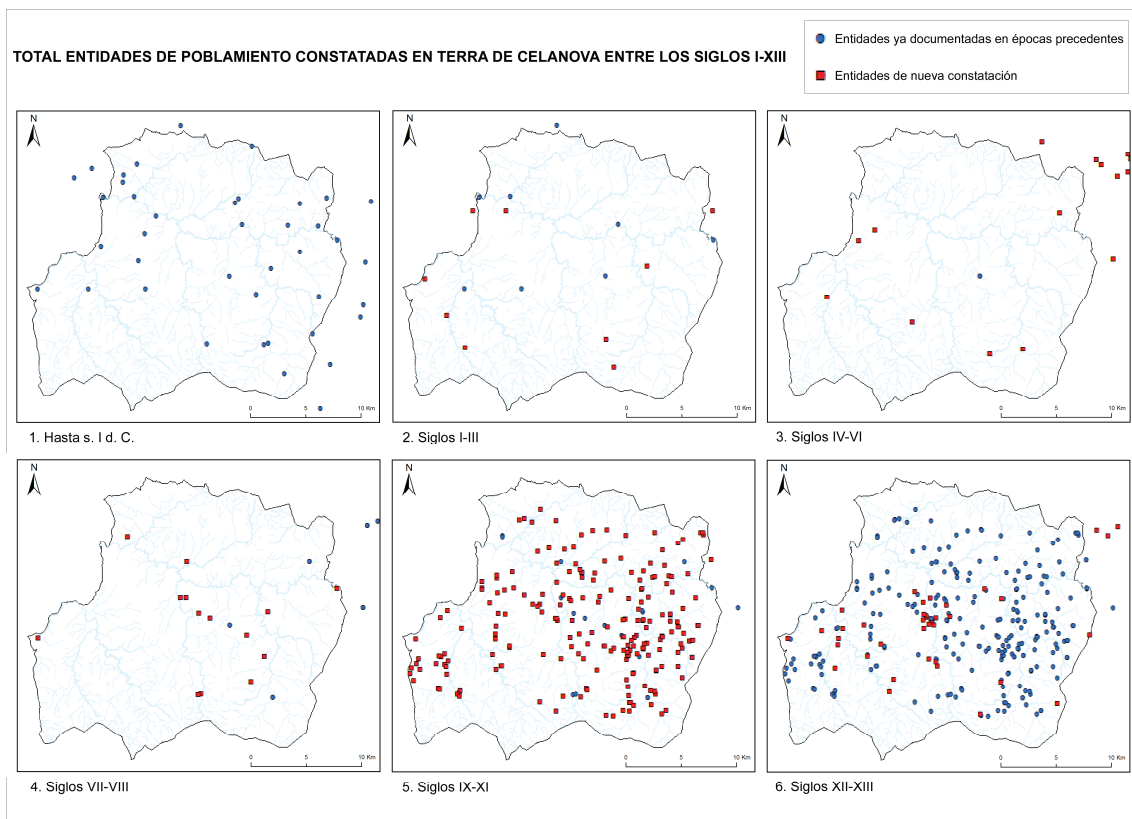 TOTAL ENTIDADES DE POBLAMIENTO CONSTATADAS EN TERRA DE CELANOVA ENTRE LOS SIGLOS I-XIII
Entidades ya documentadas en épocas precedentes
Entidades de nueva constatación
N
0 5 10 Km
1. Hasta s. I d. C.
N
0 5 10 Km
2. Siglos I-III
N
0 5 10 Km
3. Siglos IV-VI
N
0 5 10 Km
4. Siglos VII-VIII
N
0 5 10 Km
5. Siglos IX-XI
N
0 5 10 Km
6. Siglos XII-XIII